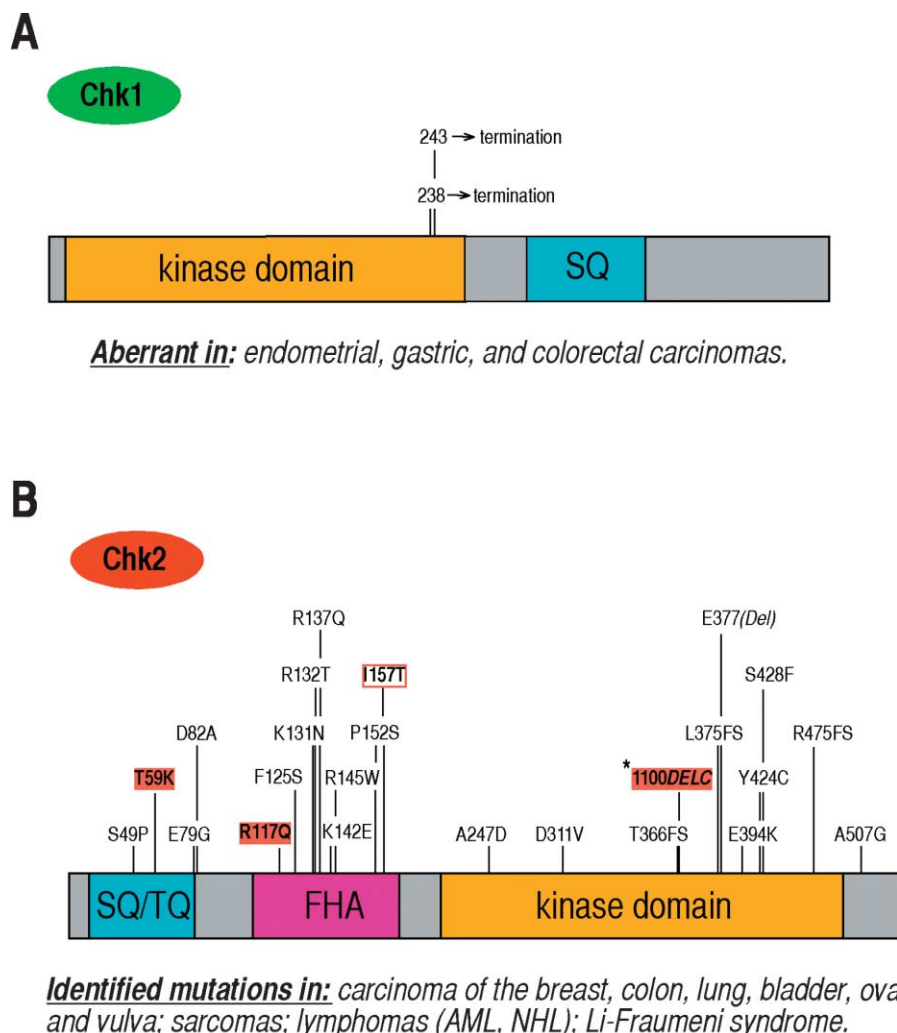 A
Chk1
243 → termination
238 → termination
kinase domain
SQ
Aberrant in: endometrial, gastric, and colorectal carcinomas.
B
Chk2
R137Q
E377(Del)
R132T
I157T
S428F
D82A
K131N
P152S
L375FS
R475FS
T59K
F125S
R145W
*1100DELC
Y424C
S49P
E79G
R117Q
K142E
A247D
D311V
T366FS
E394K
A507G
SQ/TQ
FHA
kinase domain
Identified mutations in: carcinoma of the breast, colon, lung, bladder, ova
and vulva; sarcomas; lymphomas (AML, NHL); Li-Fraumeni syndrome.